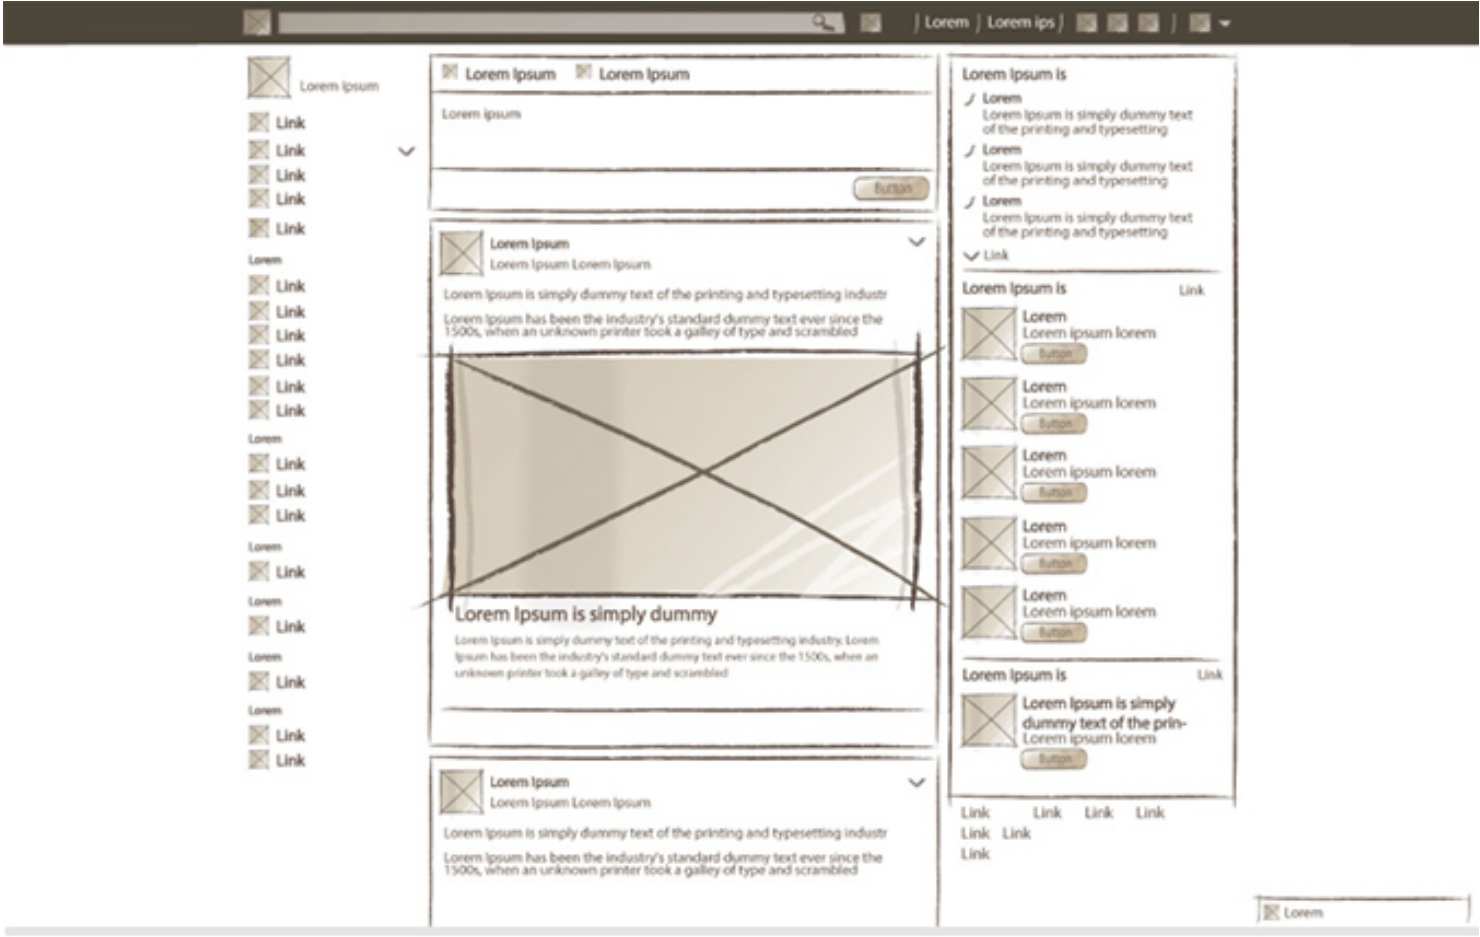 Lorem Lorem ips
Lorem Ipsum
Link
Link
Link
Link
Link
Lorem
Link
Link
Link
Link
Link
Link
Lorem
Link
Link
Link
Lorem
Link
Lorem
Link
Lorem
Link
Lorem
Link
Link
Lorem Ipsum Lorem Ipsum
Lorem ipsum
Button
Lorem Ipsum
Lorem Ipsum Lorem Ipsum
Lorem Ipsum is simply dummy text of the printing and typesetting industr
Lorem Ipsum has been the industry's standard dummy text ever since the
1500s, when an unknown printer took a galley of type and scrambled
Lorem Ipsum is simply dummy
Lorem Ipsum is simply dummy text of the printing and typesetting industry. Lorem
Ipsum has been the industry's standard dummy text ever since the 1500s, when an
unknown printer took a galley of type and scrambled
Lorem Ipsum
Lorem Ipsum Lorem Ipsum
Lorem Ipsum is simply dummy text of the printing and typesetting industr
Lorem Ipsum has been the industry's standard dummy text ever since the
1500s, when an unknown printer took a galley of type and scrambled
Lorem Ipsum is
Lorem
Lorem Ipsum is simply dummy text
of the printing and typesetting
Lorem
Lorem Ipsum is simply dummy text
of the printing and typesetting
Lorem
Lorem Ipsum is simply dummy text
of the printing and typesetting
Link
Lorem Ipsum is Link
Lorem
Lorem ipsum lorem
Button
Lorem
Lorem ipsum lorem
Button
Lorem
Lorem ipsum lorem
Button
Lorem
Lorem ipsum lorem
Button
Lorem
Lorem ipsum lorem
Button
Lorem Ipsum is Link
Lorem Ipsum is simply
dummy text of the prin-
Lorem ipsum lorem
Button
Link Link Link Link
Link Link
Link
Lorem